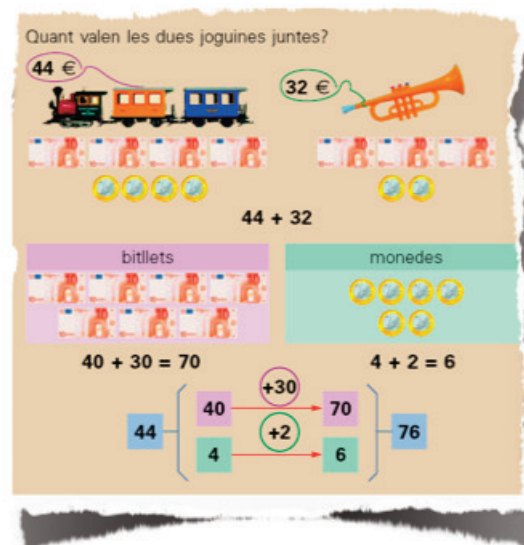 Quant valen les dues joguines juntes?
44 €
32 €
44 + 32
bitllets
monedes
40 + 30 = 70
4 + 2 = 6
+30
40
70
44
76
+2
4
6